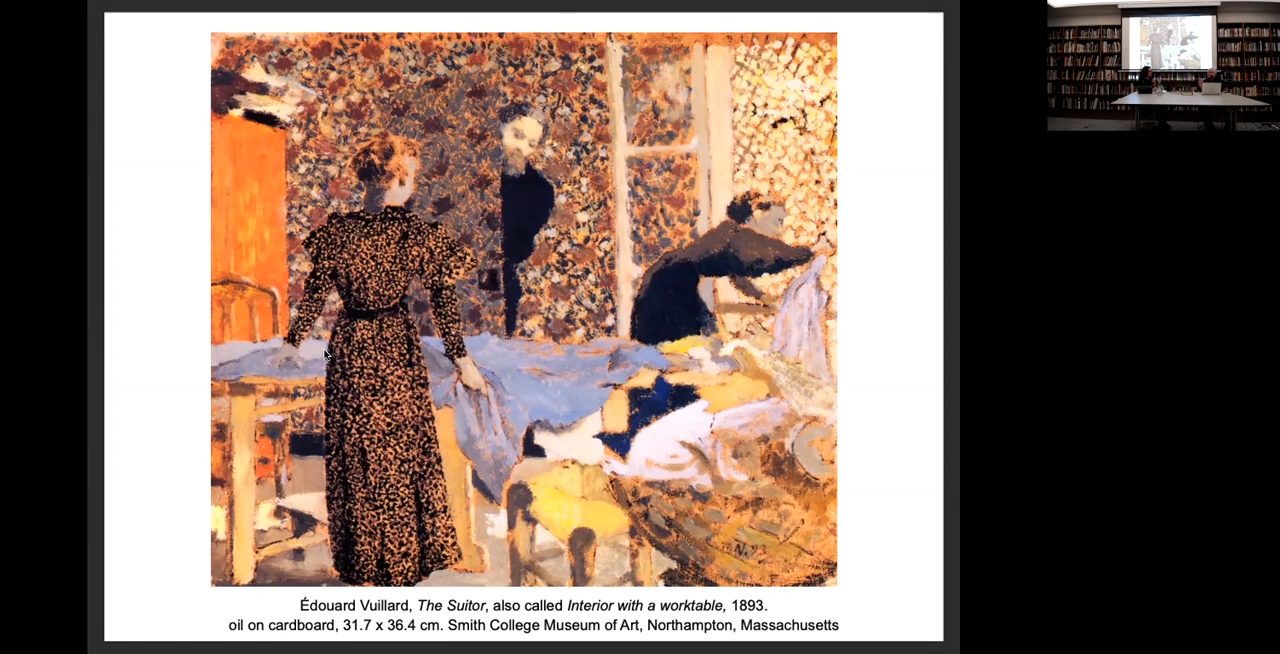 Édouard Vuillard, The Suitor, also called Interior with a worktable, 1893.
oil on cardboard, 31.7 x 36.4 cm. Smith College Museum of Art, Northampton, Massachusetts